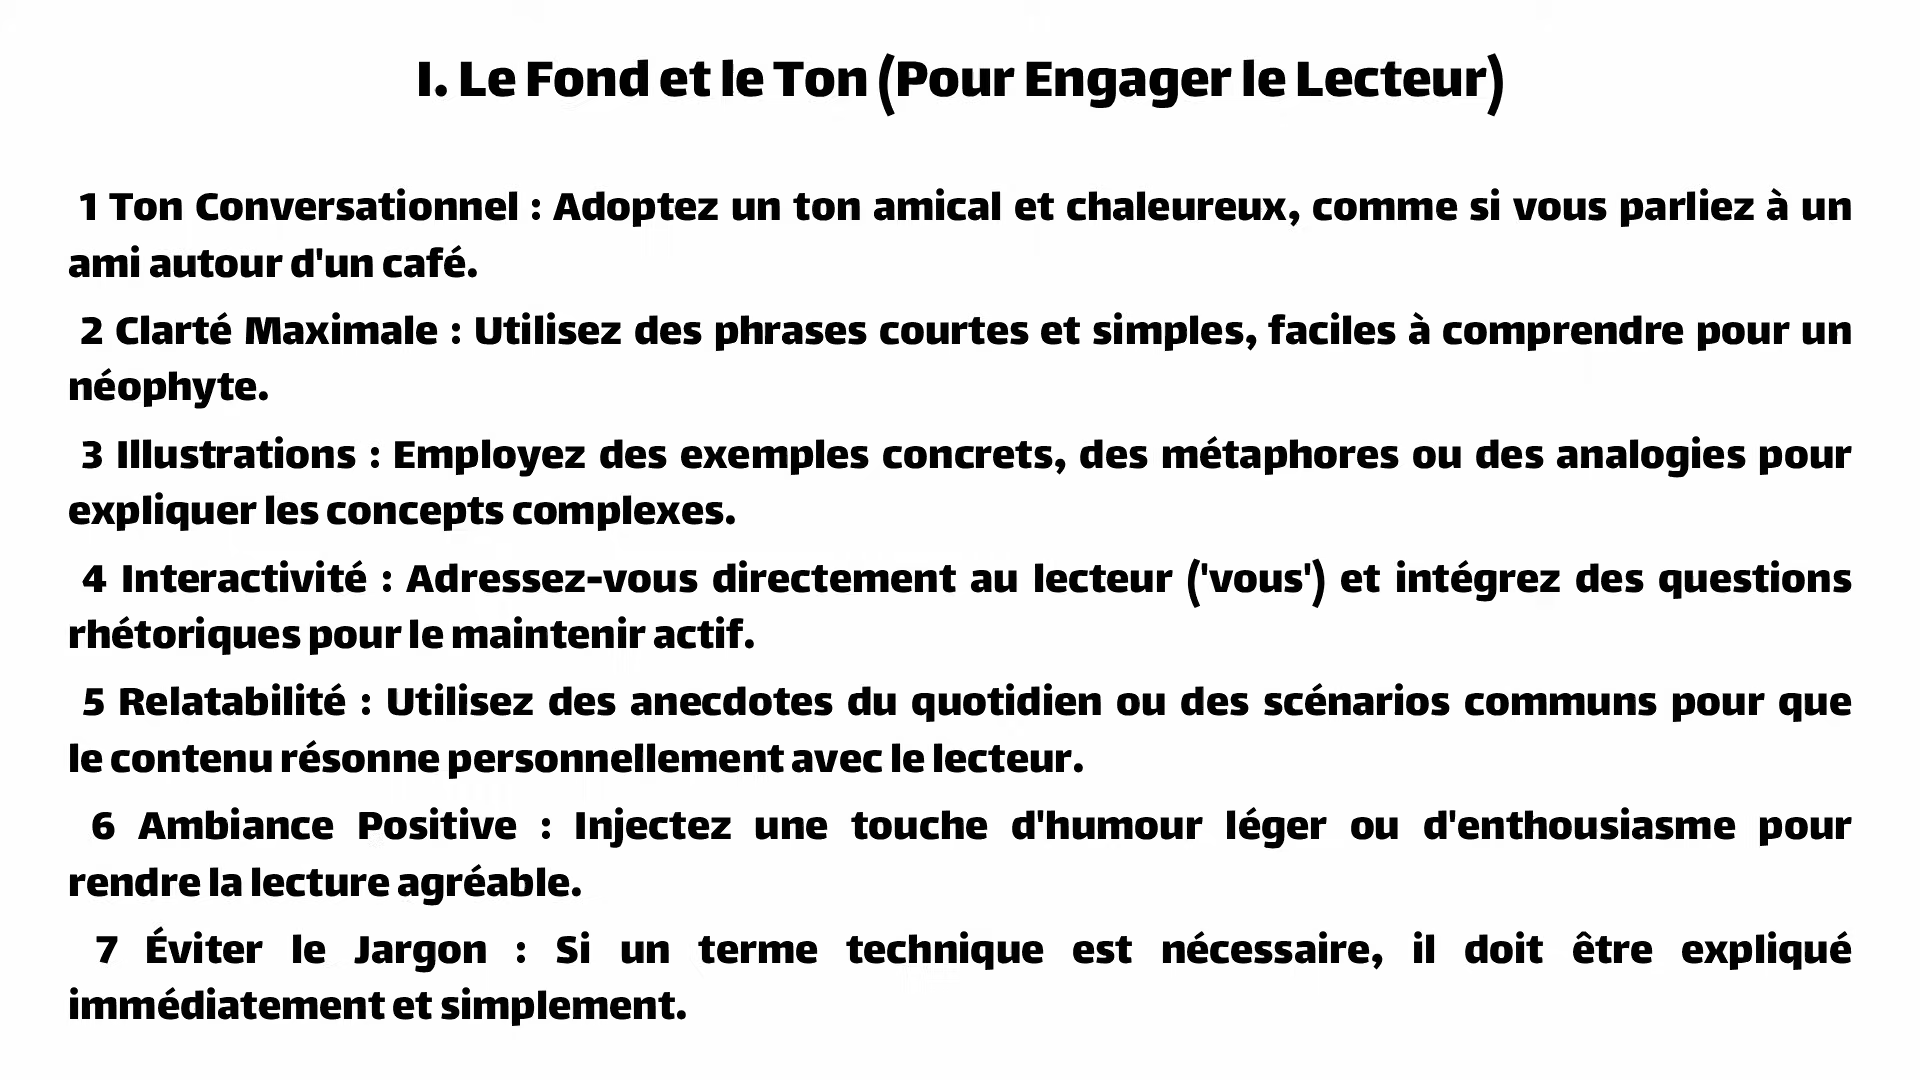 I. Le Fond et le Ton (Pour Engager le Lecteur)
1 Ton Conversationnel : Adoptez un ton amical et chaleureux, comme si vous parliez à un
ami autour d'un café.
2 Clarté Maximale : Utilisez des phrases courtes et simples, faciles à comprendre pour un
néophyte.
3 Illustrations : Employez des exemples concrets, des métaphores ou des analogies pour
expliquer les concepts complexes.
4 Interactivité : Adressez-vous directement au lecteur ('vous') et intégrez des questions
rhétoriques pour le maintenir actif.
5 Relatabilité : Utilisez des anecdotes du quotidien ou des scénarios communs pour que
le contenu résonne personnellement avec le lecteur.
6 Ambiance Positive : Injectez une touche d'humour léger ou d'enthousiasme pour
rendre la lecture agréable.
7 Éviter le Jargon : Si un terme technique est nécessaire, il doit être expliqué
immédiatement et simplement.